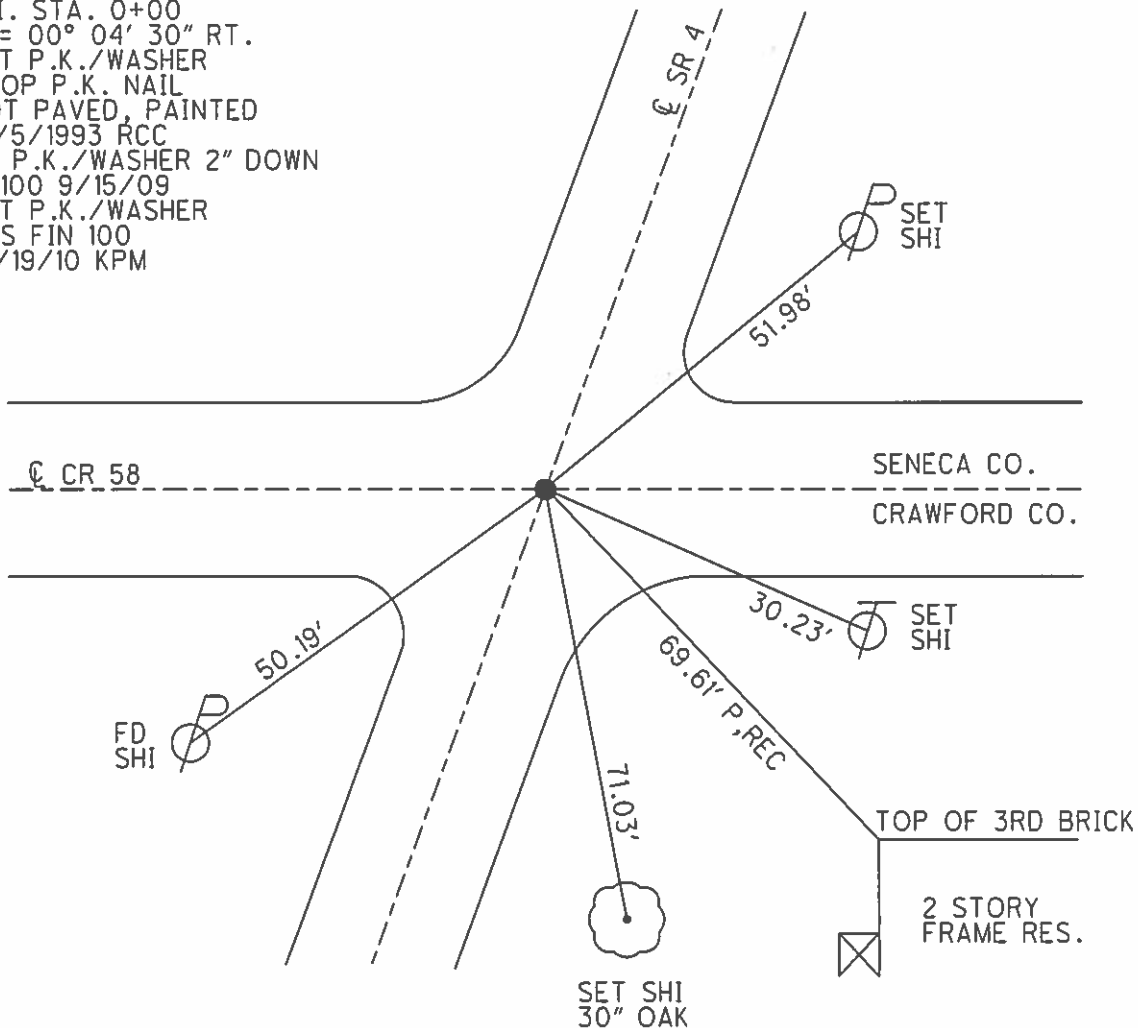 I. STA. 0+00
= 00° 04' 30" RT.
T P.K./WASHER
OP P.K. NAIL
T PAVED, PAINTED
/5/1993 RCC
P.K./WASHER 2" DOWN
100 9/15/09
T P.K./WASHER
S FIN 100
/19/10 KPM
℄ SR 4
SET
SHI
51.98'
℄ CR 58
SENECA CO.
CRAWFORD CO.
30.23'
SET
SHI
50.19'
69.61' P,REC
FD
SHI
71.03'
TOP OF 3RD BRICK
2 STORY
FRAME RES.
SET SHI
30" OAK